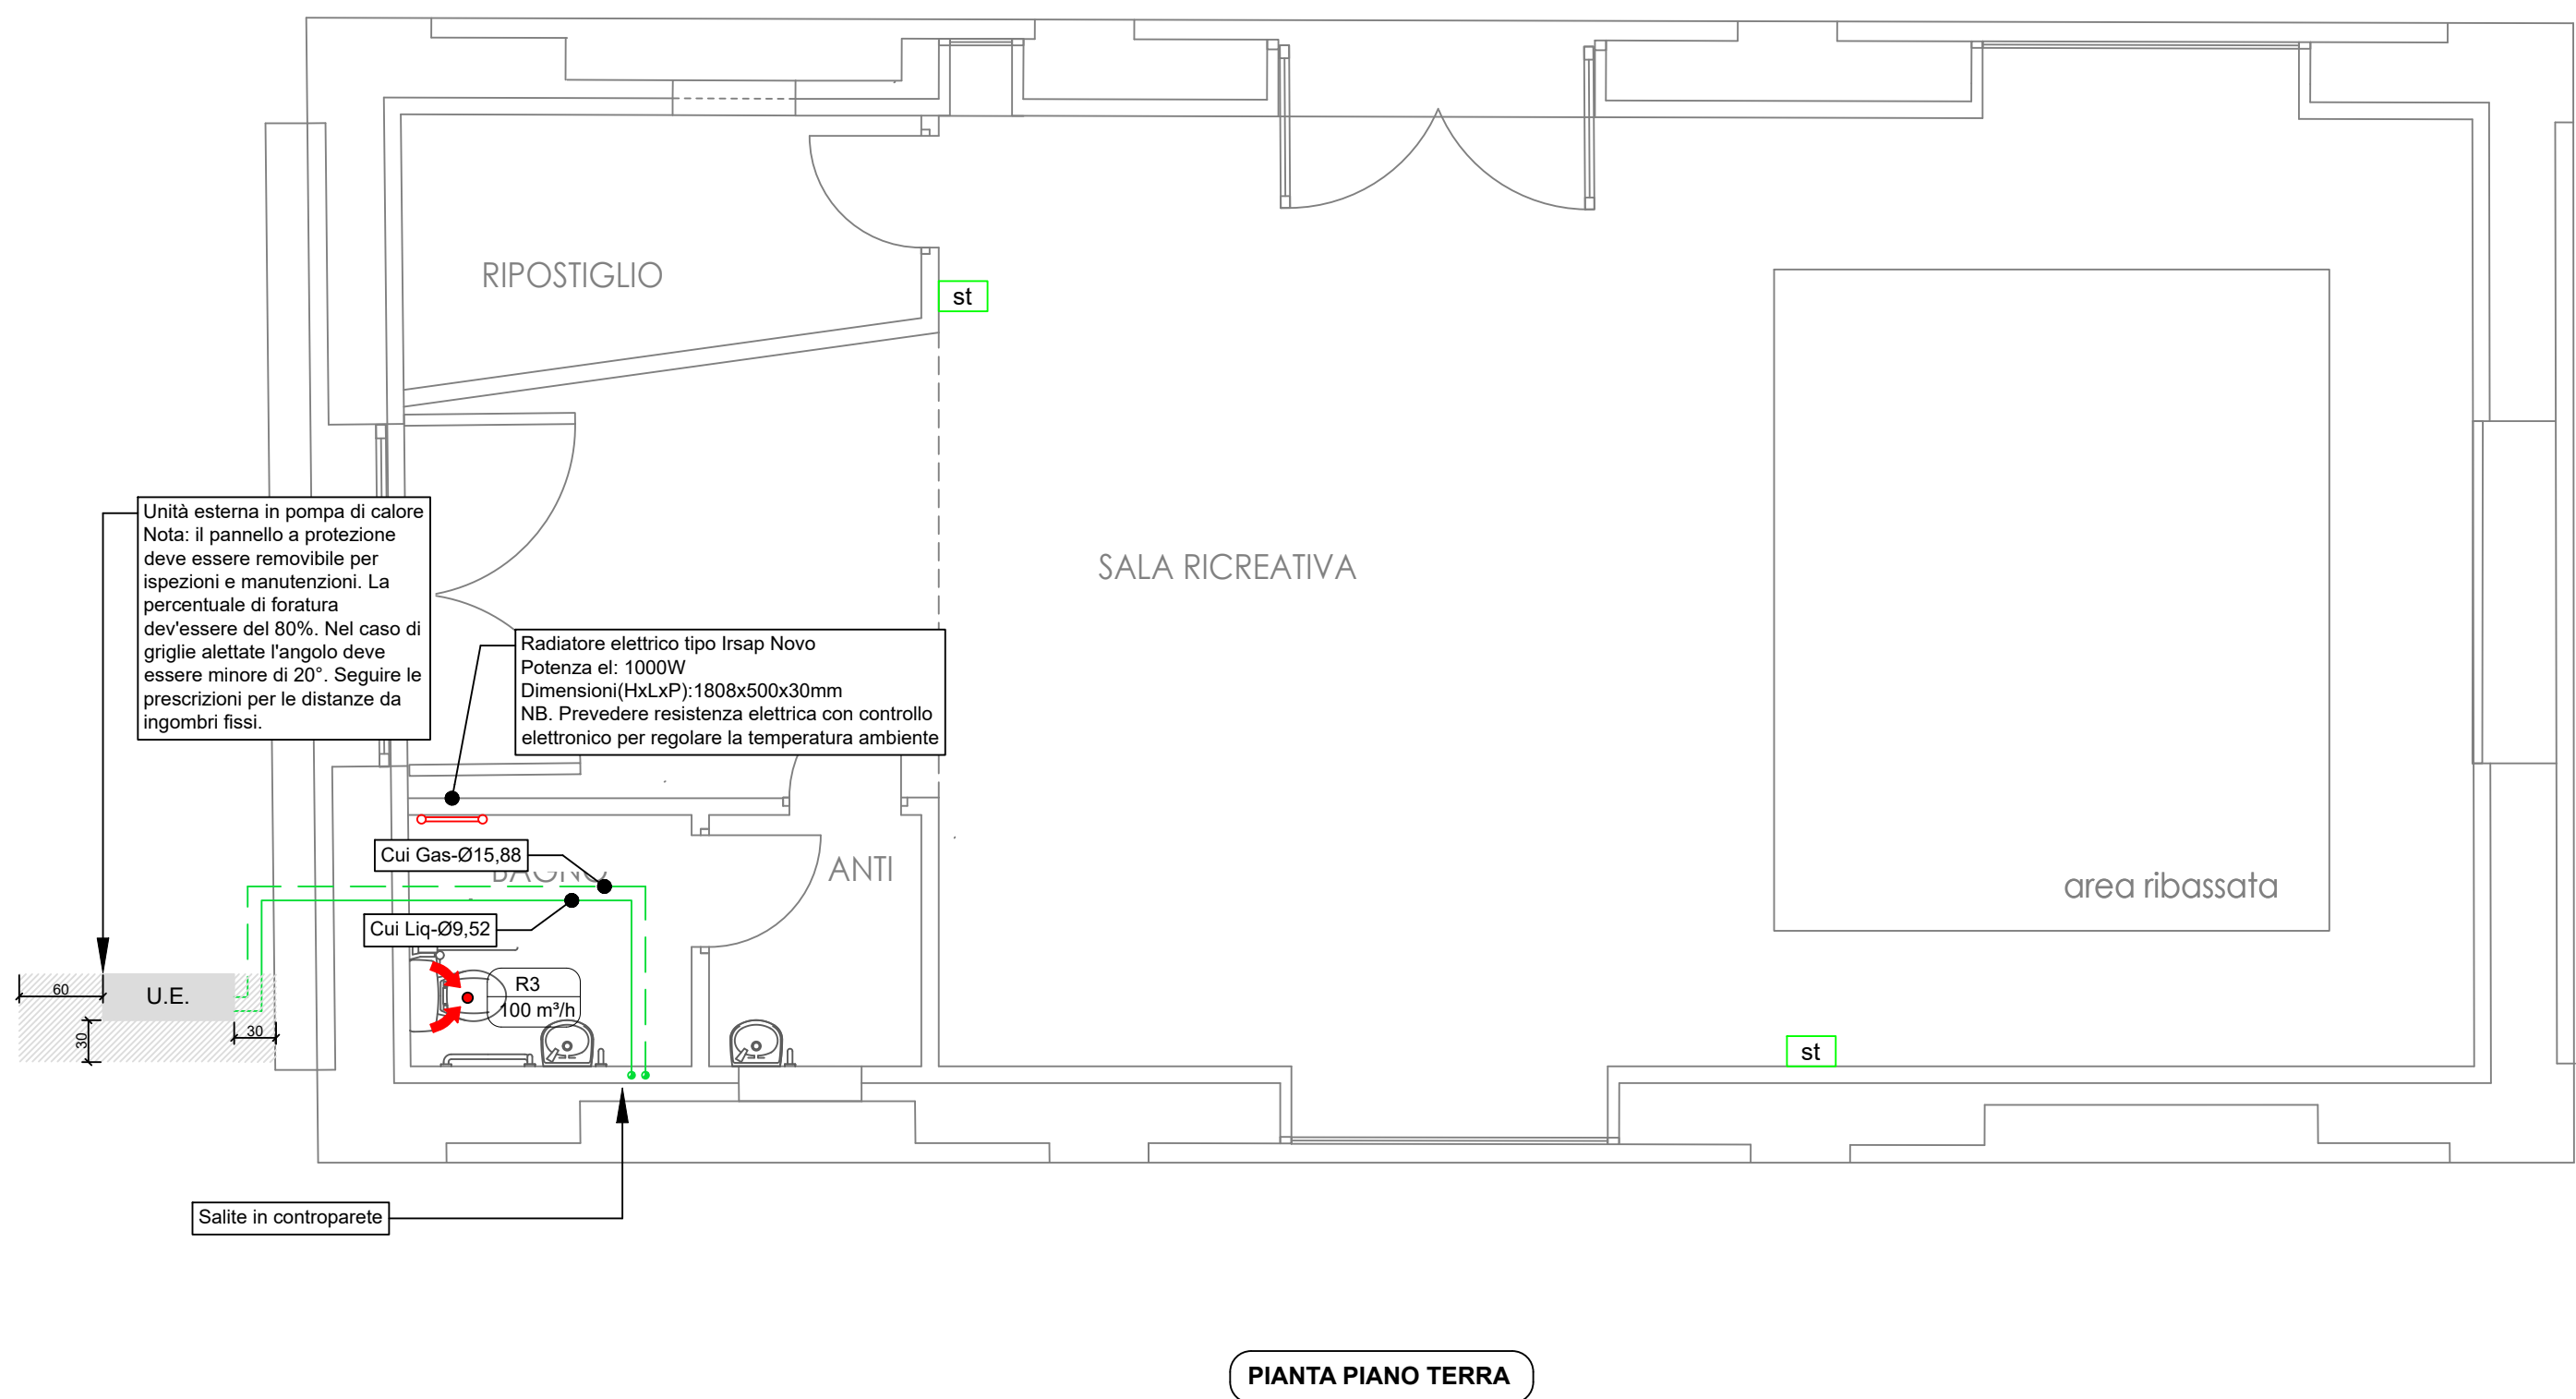 RIPOSTIGLIO
st
Unità esterna in pompa di calore
Nota: il pannello a protezione
deve essere removibile per
ispezioni e manutenzioni. La
percentuale di foratura
dev'essere del 80%. Nel caso di
griglie alettate l'angolo deve
essere minore di 20°. Seguire le
prescrizioni per le distanze da
ingombri fissi.
SALA RICREATIVA
Radiatore elettrico tipo Irsap Novo
Potenza el: 1000W
Dimensioni(HxLxP):1808x500x30mm
NB. Prevedere resistenza elettrica con controllo
elettronico per regolare la temperatura ambiente
Cui Gas-Ø15,88
BAGNO
ANTI
area ribassata
Cui Liq-Ø9,52
60
U.E.
R3
100 m³/h
30
30
st
Salite in controparete
PIANTA PIANO TERRA